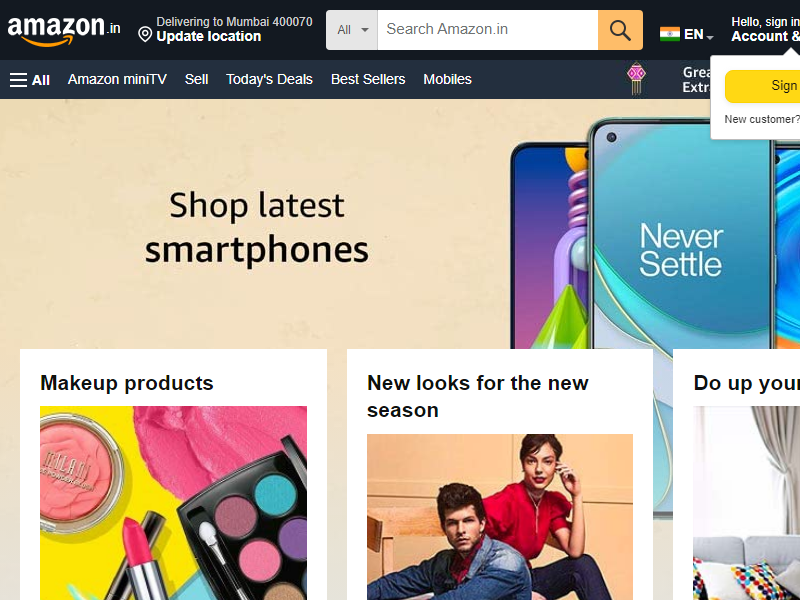 amazon.in
Delivering to Mumbai 400070
Update location
All
Search Amazon.in
EN
Hello, sign in
Account &
All
Amazon miniTV
Sell
Today's Deals
Best Sellers
Mobiles
Sign
New customer?
Shop latest
smartphones
Never
Settle
Makeup products
New looks for the new
season
Do up your
MILANI